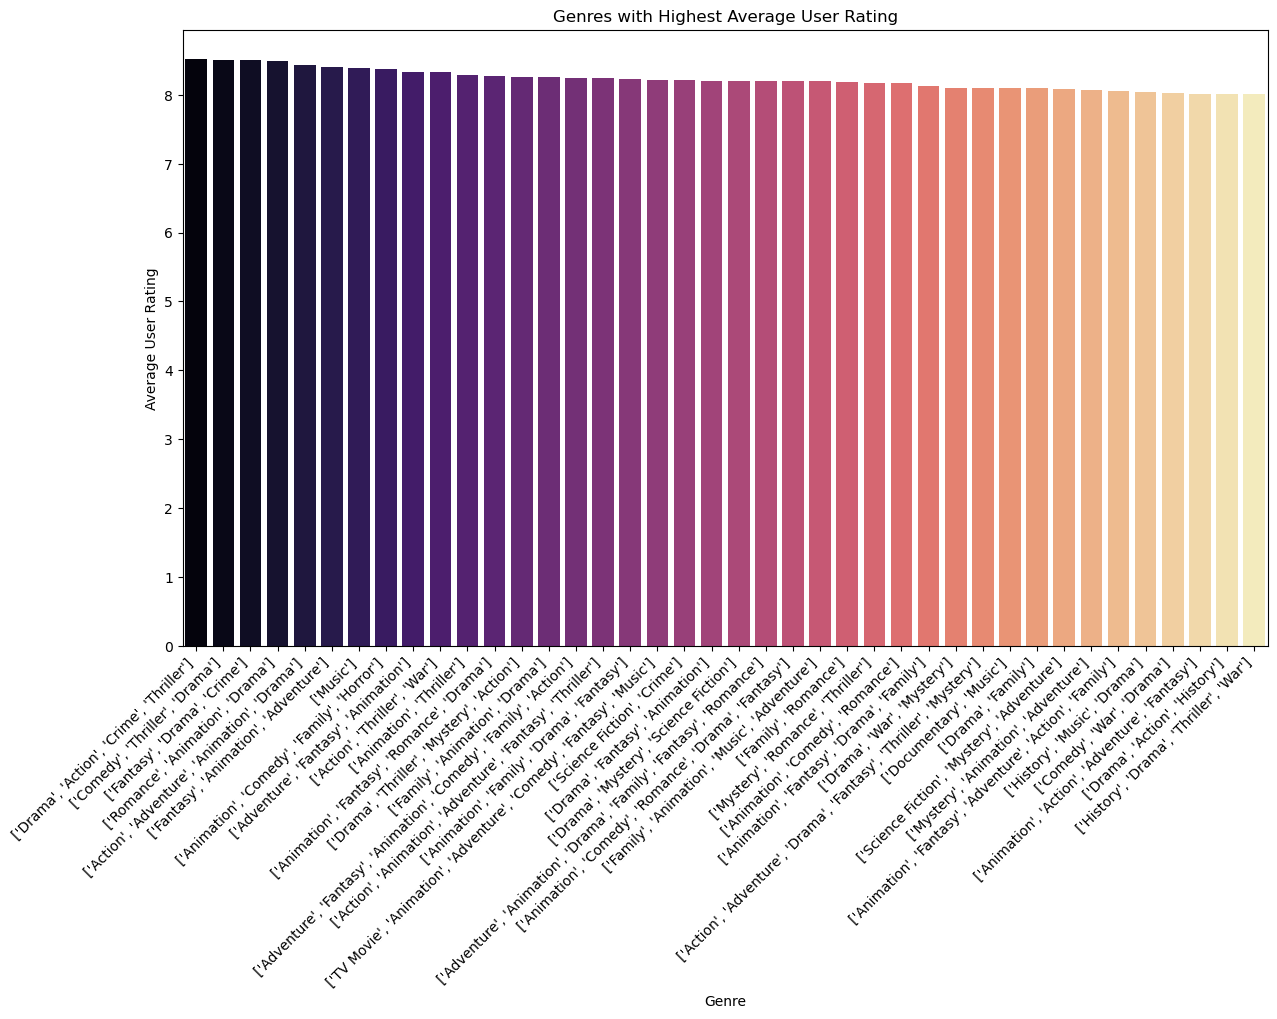 Genres with Highest Average User Rating
Average User Rating
8
7
6
5
4
3
2
1
0
['Drama', 'Action', 'Crime', 'Thriller']
['Comedy', 'Thriller', 'Drama']
['Fantasy', 'Drama', 'Crime']
['Romance', 'Animation', 'Drama']
['Action', 'Adventure', 'Animation', 'Drama']
['Fantasy', 'Animation', 'Adventure']
['Music']
['Animation', 'Comedy', 'Family', 'Horror']
['Adventure', 'Fantasy', 'Animation']
['Action', 'Thriller', 'War']
['Animation', 'Thriller']
['Animation', 'Fantasy', 'Romance', 'Drama']
['Drama', 'Thriller', 'Mystery', 'Action']
['Family', 'Animation', 'Drama']
['Adventure', 'Fantasy', 'Animation', 'Comedy', 'Family', 'Action']
['Action', 'Animation', 'Adventure', 'Fantasy', 'Thriller']
['Animation', 'Family', 'Drama', 'Fantasy']
['TV Movie', 'Animation', 'Adventure', 'Comedy', 'Fantasy', 'Music']
['Science Fiction', 'Crime']
['Drama', 'Fantasy', 'Animation']
['Drama', 'Mystery', 'Science Fiction']
['Adventure', 'Animation', 'Drama', 'Family', 'Fantasy', 'Romance']
['Animation', 'Comedy', 'Romance', 'Drama', 'Fantasy']
['Family', 'Animation', 'Music', 'Adventure']
['Family', 'Romance']
['Mystery', 'Romance', 'Thriller']
['Animation', 'Comedy', 'Romance']
['Animation', 'Fantasy', 'Drama', 'Family']
['Drama', 'War', 'Mystery']
['Action', 'Adventure', 'Drama', 'Fantasy', 'Thriller', 'Mystery']
['Documentary', 'Music']
['Drama', 'Family']
['Science Fiction', 'Mystery', 'Adventure']
['Mystery', 'Animation', 'Adventure']
['Animation', 'Fantasy', 'Adventure', 'Action', 'Family']
['History', 'Music', 'Drama']
['Comedy', 'War', 'Drama']
['Animation', 'Action', 'Adventure', 'Fantasy']
['Drama', 'Action', 'History']
['History', 'Drama', 'Thriller', 'War']
Genre